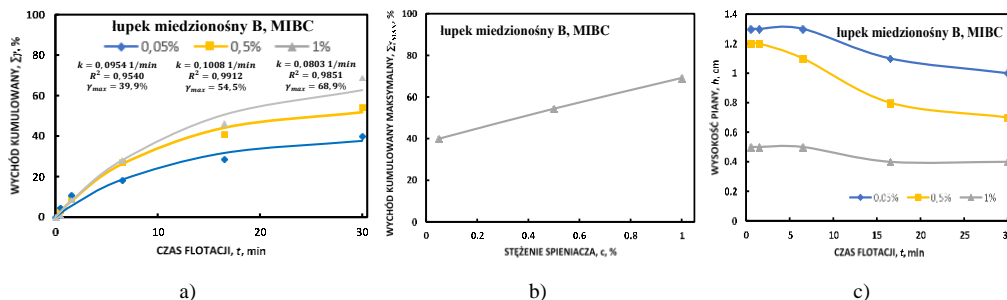 łupek miedzionośny B, MIBC
0,05% 0,5% 1%
k = 0,0954 1/min k = 0,1008 1/min k = 0,0803 1/min
R² = 0,9540 R² = 0,9912 R² = 0,9851
γmax = 39,9% γmax = 54,5% γmax = 68,9%
WYCHÓD KUMULOWANY, Σγ, %
100
80
60
40
20
0
0 10 20 30
CZAS FLOTACJI, t, min
a)
łupek miedzionośny B, MIBC
WYCHÓD KUMULOWANY MAKSYMALNY, Σγmax, %
100
80
60
40
20
0
0 0.2 0.4 0.6 0.8 1
STĘŻENIE SPIENIACZA, c, %
b)
łupek miedzionośny B, MIBC
WYSOKOŚĆ PIANY, h, cm
1.4
1.2
1
0.8
0.6
0.4
0.2
0
0,05% 0,5% 1%
0 5 10 15 20 25 30
CZAS FLOTACJI, t, min
c)